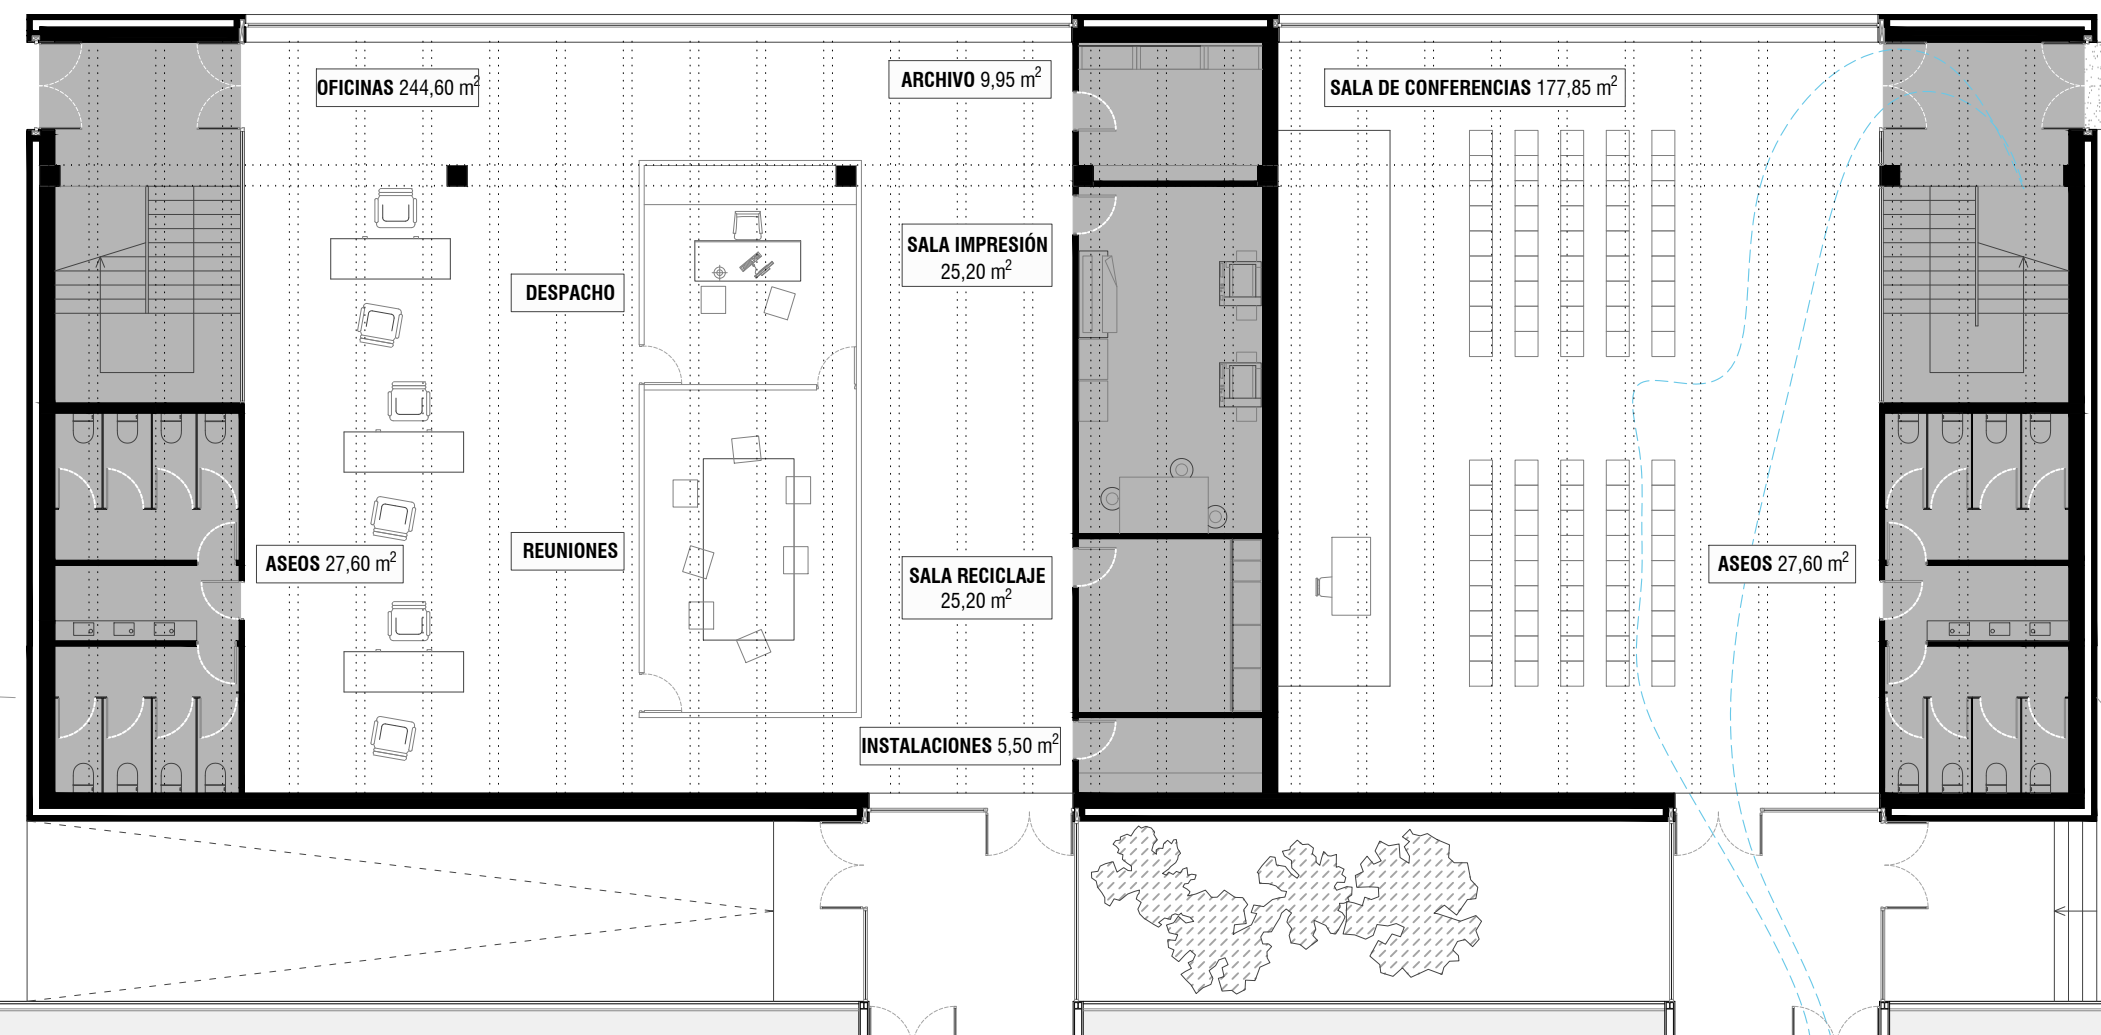 OFICINAS 244,60 m²
ARCHIVO 9,95 m²
SALA DE CONFERENCIAS 177,85 m²
SALA IMPRESIÓN
25,20 m²
DESPACHO
REUNIONES
ASEOS 27,60 m²
SALA RECICLAJE
25,20 m²
ASEOS 27,60 m²
INSTALACIONES 5,50 m²